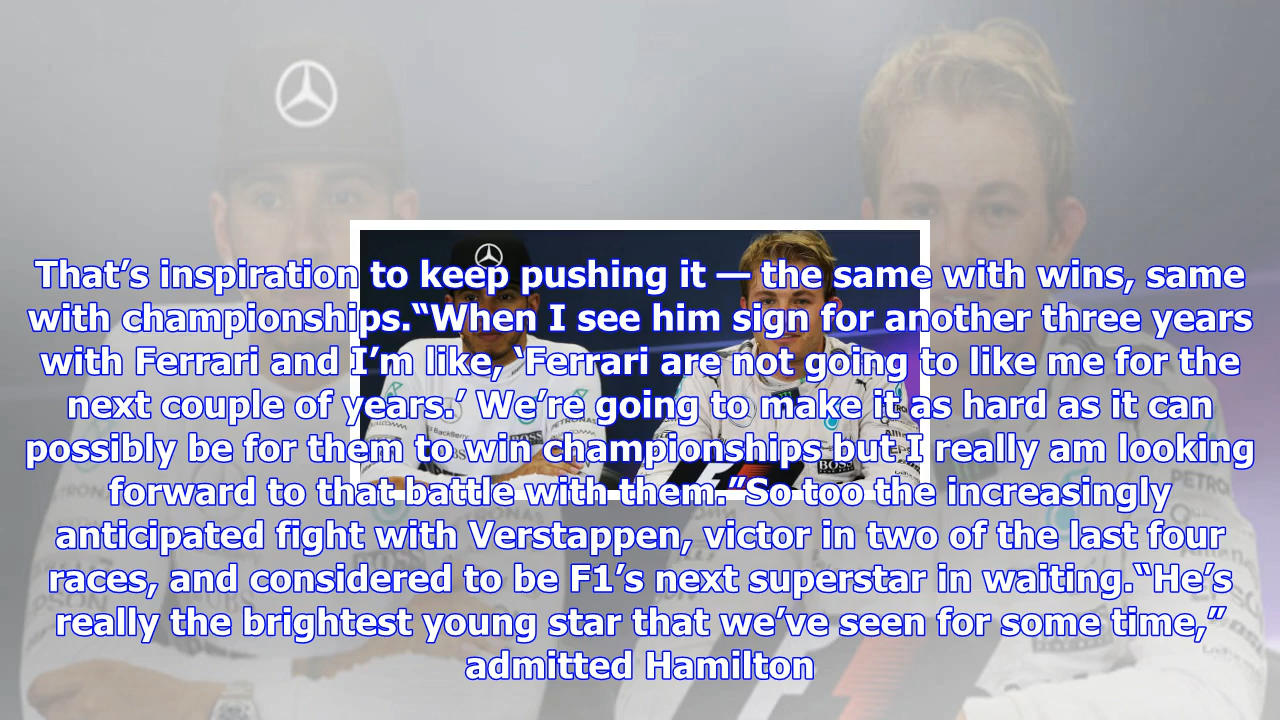 That’s inspiration to keep pushing it — the same with wins, same
with championships.“When I see him sign for another three years
with Ferrari and I’m like, ‘Ferrari are not going to like me for the
next couple of years.’ We’re going to make it as hard as it can
possibly be for them to win championships but I really am looking
forward to that battle with them.”So too the increasingly
anticipated fight with Verstappen, victor in two of the last four
races, and considered to be F1’s next superstar in waiting.“He’s
really the brightest young star that we’ve seen for some time,”
admitted Hamilton
BlackBerry
BOSS
PETRONAS
BOSS